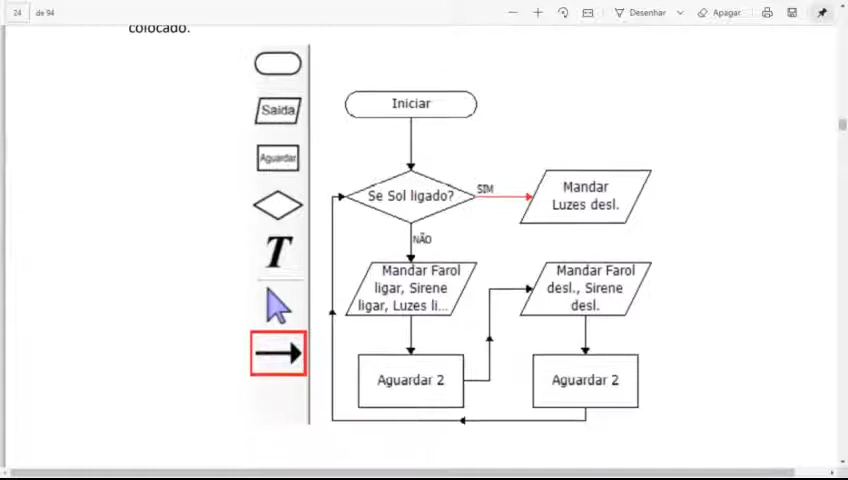 24 de 94
Desenhar
Apagar
colocado.
Saída
Aguardar
T
Iniciar
Se Sol ligado?
SIM
Mandar
Luzes desl.
NÃO
Mandar Farol
ligar, Sirene
ligar, Luzes li...
Mandar Farol
desl., Sirene
desl.
Aguardar 2
Aguardar 2